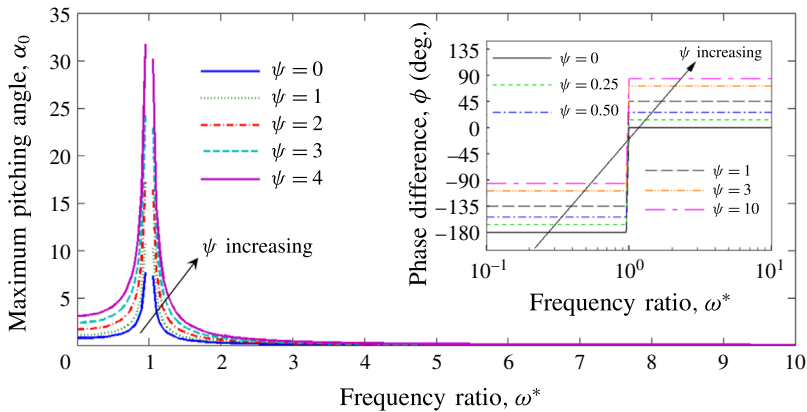 Maximum pitching angle, α₀
35
30
25
20
15
10
5
0
1
2
3
4
5
6
7
8
9
10
Frequency ratio, ω*
ψ = 0
ψ = 1
ψ = 2
ψ = 3
ψ = 4
ψ increasing
Phase difference, ϕ (deg.)
135
90
45
0
−45
−90
−135
−180
10⁻¹
10⁰
10¹
Frequency ratio, ω*
ψ = 0
ψ = 0.25
ψ = 0.50
ψ increasing
ψ = 1
ψ = 3
ψ = 10